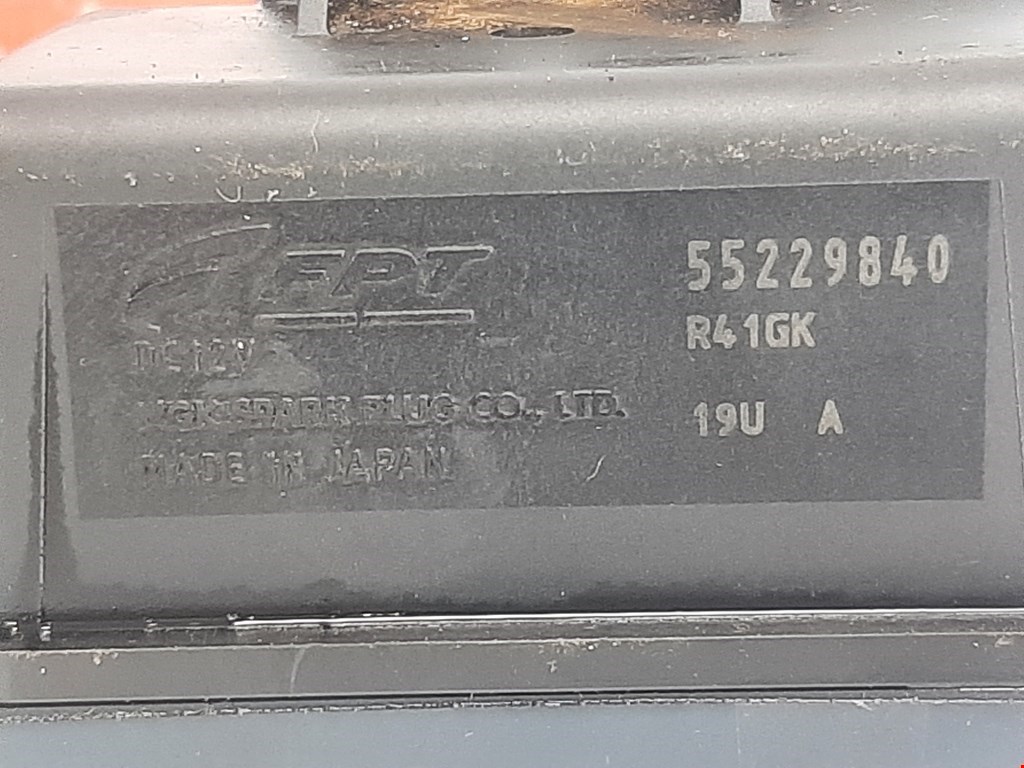 FPT
DC12V
NGK SPARK PLUG CO., LTD.
MADE IN JAPAN
55229840
R41GK
19U A